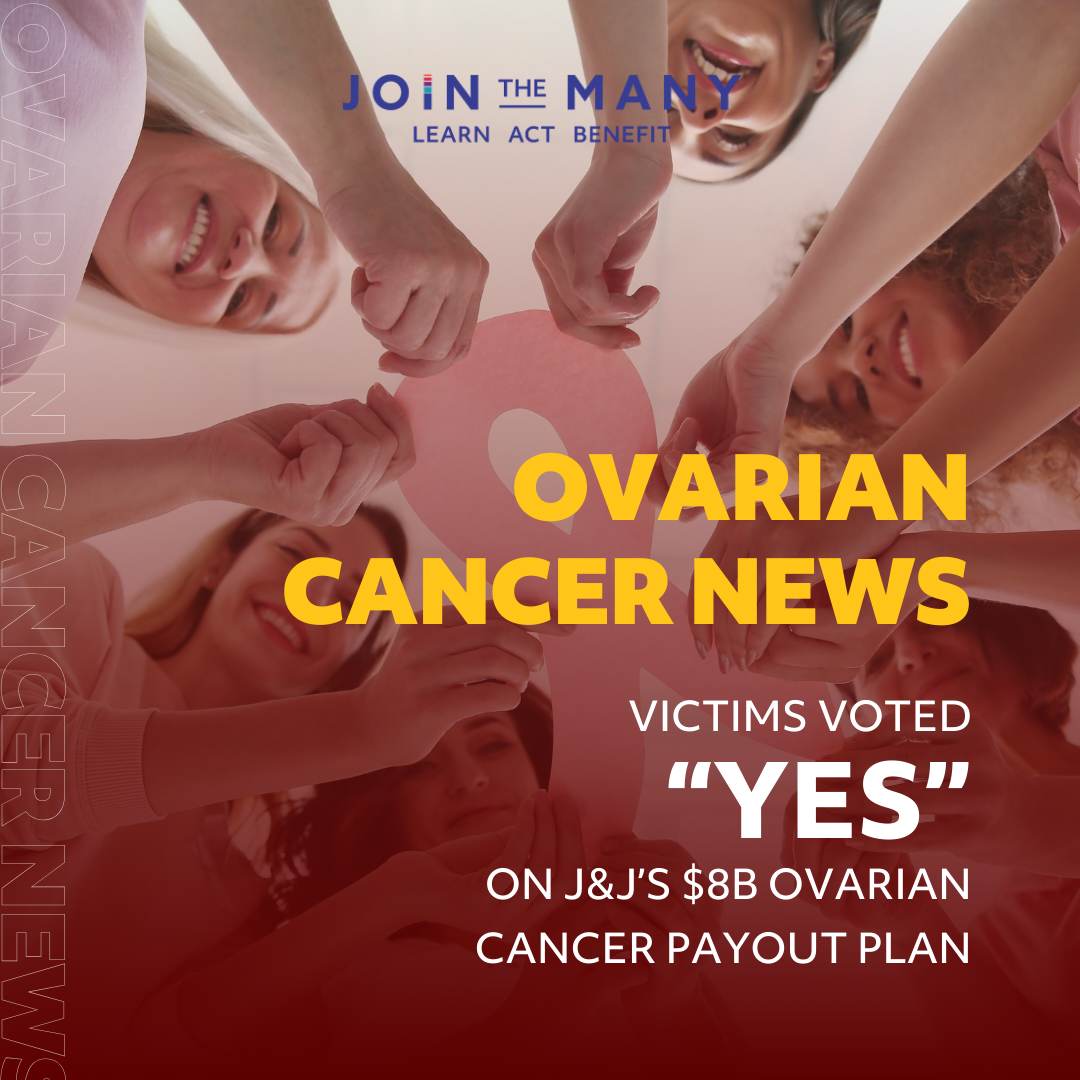 JOIN THE MANY
LEARN ACT BENEFIT
OVARIAN
CANCER NEWS
VICTIMS VOTED
“YES”
ON J&J’S $8B OVARIAN
CANCER PAYOUT PLAN
OVARIAN CANCER NEWS